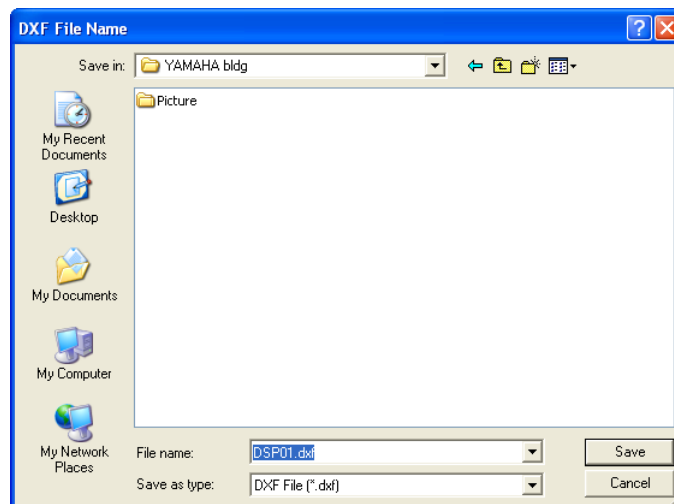 DXF File Name
Save in: YAMAHA bldg
Picture
My Recent
Documents
Desktop
My Documents
My Computer
My Network
Places
File name: DSP01.dxf Save
Save as type: DXF File (*.dxf) Cancel